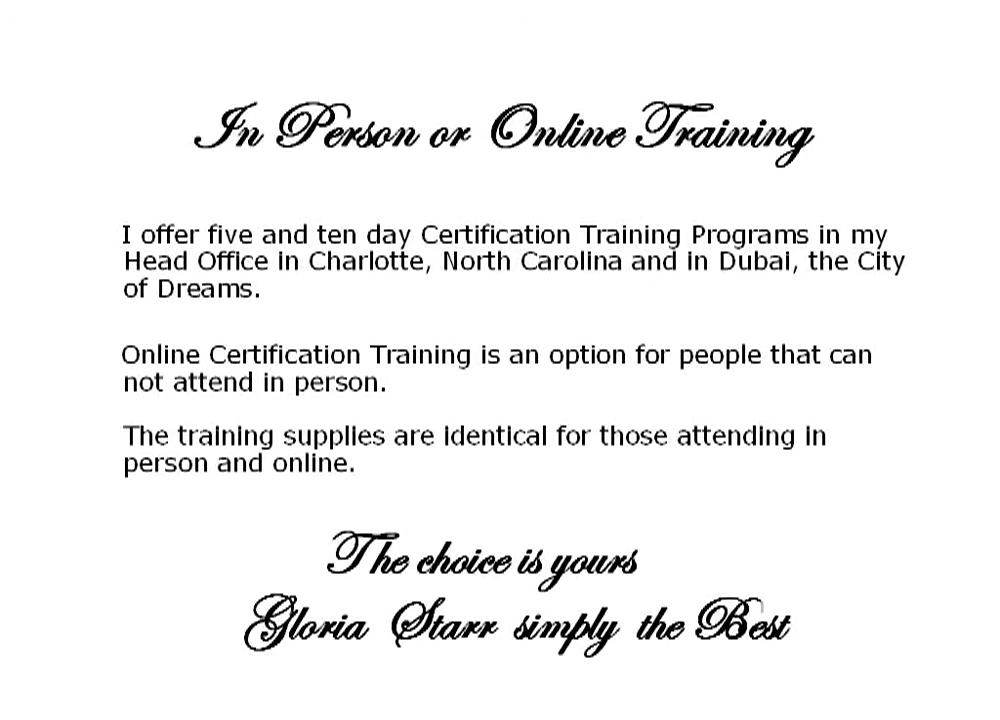 In Person or Online Training
I offer five and ten day Certification Training Programs in my
Head Office in Charlotte, North Carolina and in Dubai, the City
of Dreams.
Online Certification Training is an option for people that can
not attend in person.
The training supplies are identical for those attending in
person and online.
The choice is yours
Gloria Starr simply the Best